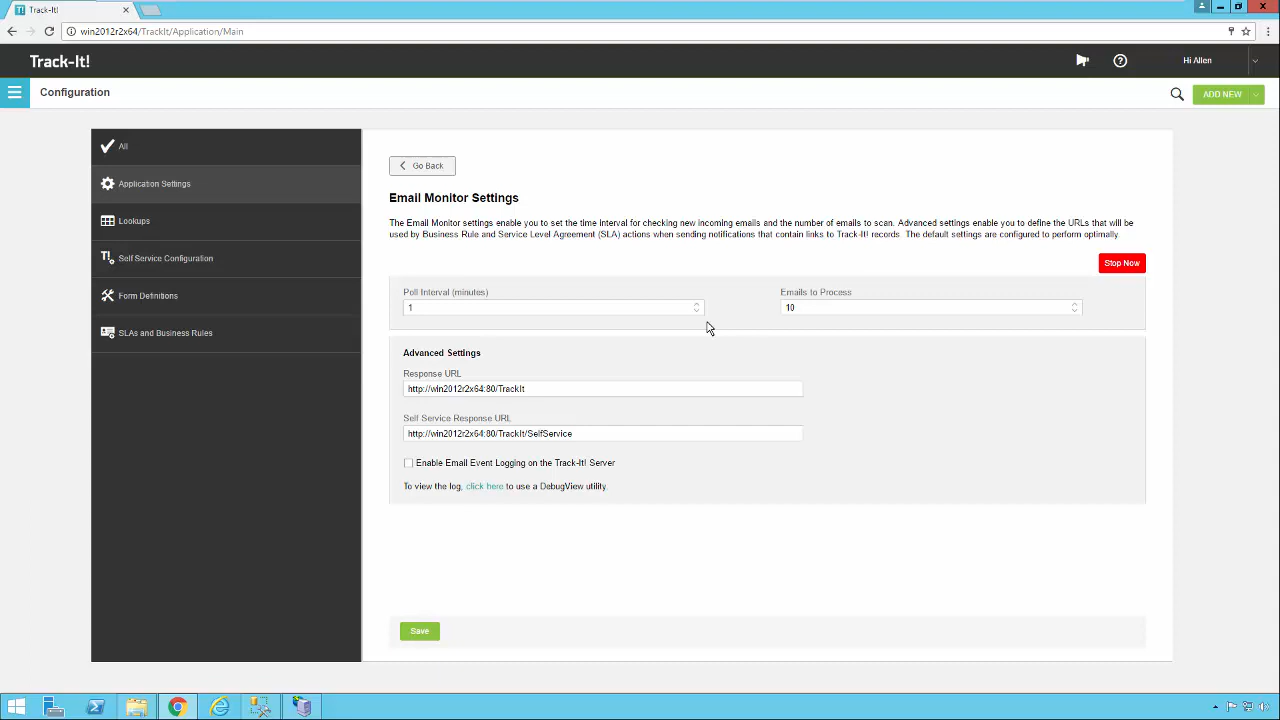 Track-It!
win2012r2x64/TrackIt/Application/Main
Track-It!
Hi Allen
Configuration
ADD NEW
All
Application Settings
Lookups
Self Service Configuration
Form Definitions
SLAs and Business Rules
Go Back
Email Monitor Settings
The Email Monitor settings enable you to set the time interval for checking new incoming emails and the number of emails to scan. Advanced settings enable you to define the URLs that will be
used by Business Rule and Service Level Agreement (SLA) actions when sending notifications that contain links to Track-It! records. The default settings are configured to perform optimally.
Stop Now
Poll Interval (minutes)
Emails to Process
1
10
Advanced Settings
Response URL
http://win2012r2x64:80/TrackIt
Self Service Response URL
http://win2012r2x64:80/TrackIt/SelfService
Enable Email Event Logging on the Track-It! Server
To view the log, click here to use a DebugView utility.
Save